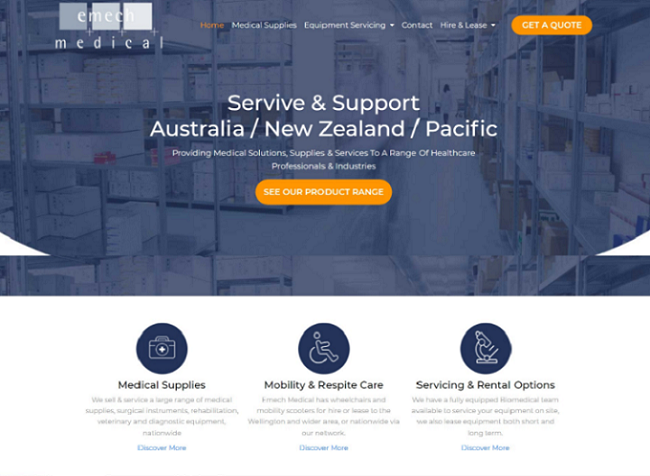 emech
medical
Home Medical Supplies Equipment Servicing Contact Hire & Lease GET A QUOTE
Servive & Support
Australia / New Zealand / Pacific
Providing Medical Solutions, Supplies & Services To A Range Of Healthcare
Professionals & Industries
SEE OUR PRODUCT RANGE
Medical Supplies
We sell & service a large range of medical
supplies, surgical instruments, rehabilitation,
veterinary and diagnostic equipment,
nationwide
Discover More
Mobility & Respite Care
Emech Medical has wheelchairs and
mobility scooters for hire or lease to the
Wellington and wider area, or nationwide via
our network.
Discover More
Servicing & Rental Options
We have a fully equipped Biomedical team
available to service your equipment on site,
we also lease equipment both short and
long term.
Discover More